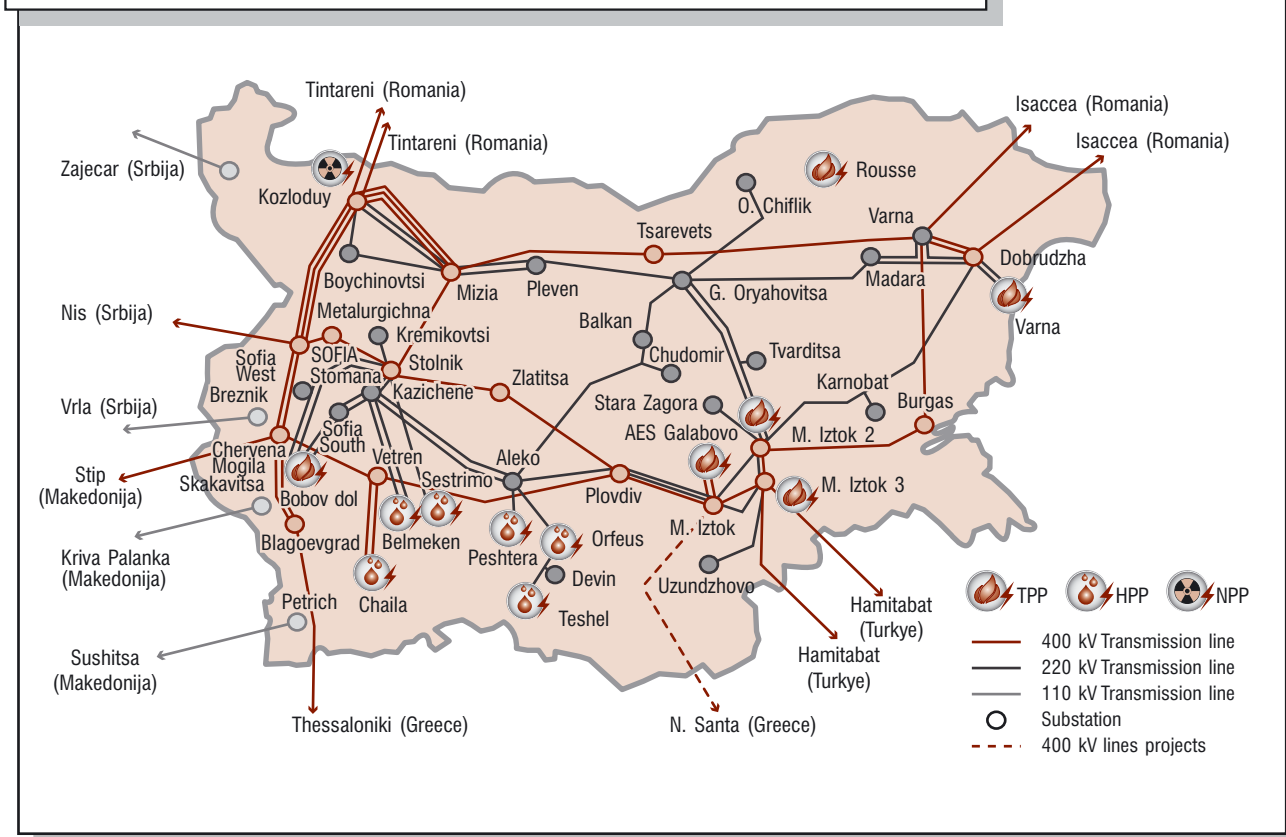 Tintareni (Romania)
Isaccea (Romania)
Tintareni (Romania)
Isaccea (Romania)
Zajecar (Srbija)
Rousse
Kozloduy
O. Chiflik
Varna
Tsarevets
Dobrudzha
Boychinovtsi
Mizia
Pleven
G. Oryahovitsa
Madara
Metalurgichna
Nis (Srbija)
Balkan
Varna
Kremikovtsi
Sofia
West
SOFIA
Stolnik
Chudomir
Tvarditsa
Stomana
Kazichene
Zlatitsa
Karnobat
Breznik
Vrla (Srbija)
Stara Zagora
Burgas
Sofia
South
AES Galabovo
M. Iztok 2
Cheryena
Mogila
Vetren
Aleko
Stip
(Makedonija)
Skakavitsa
Sestrimo
Plovdiv
M. Iztok 3
Bobov dol
M. Iztok
Blagoevgrad
Belmeken
Peshtera
Orfeus
Kriva Palanka
(Makedonija)
Devin
Uzundzhovo
Petrich
Chaila
Teshel
Hamitabat
(Turkye)
Sushitsa
(Makedonija)
Hamitabat
(Turkye)
Thessaloniki (Greece)
N. Santa (Greece)
TPP
HPP
NPP
400 kV Transmission line
220 kV Transmission line
110 kV Transmission line
Substation
400 kV lines projects